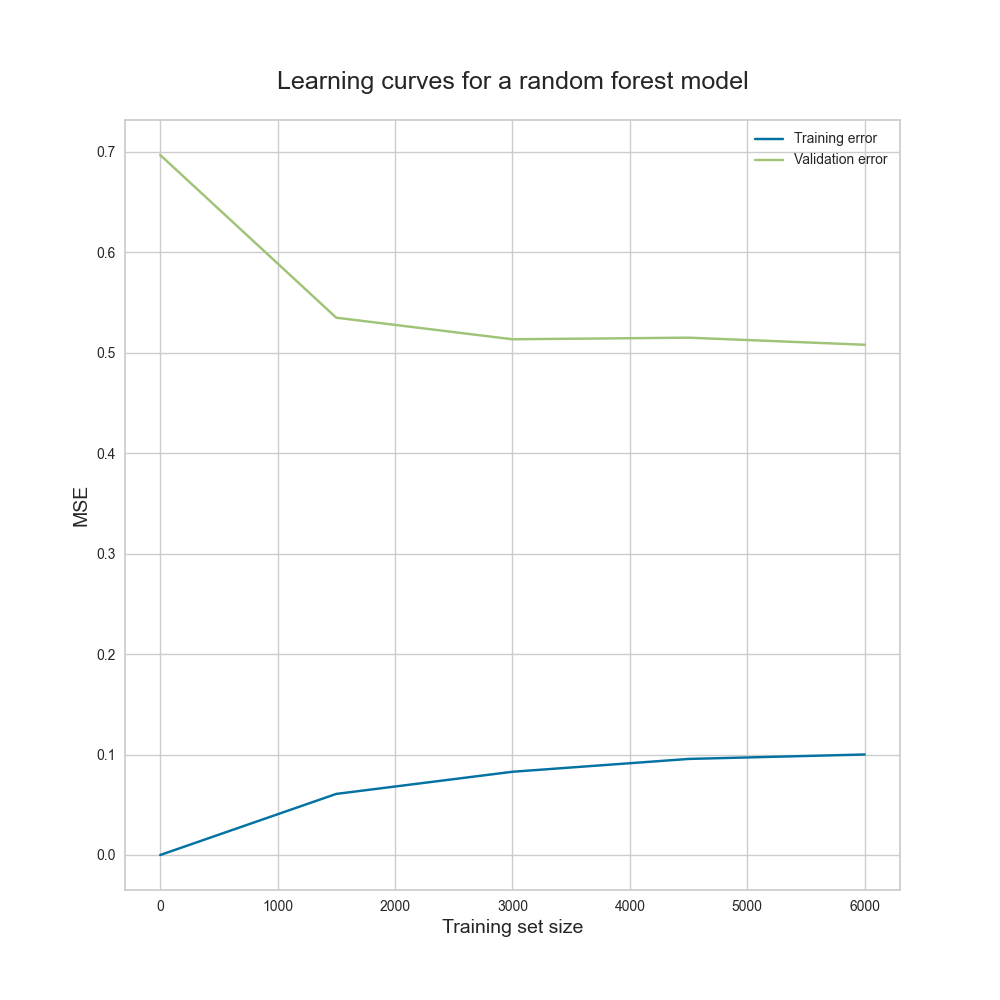 Learning curves for a random forest model
Training error
Validation error
0.7
0.6
0.5
0.4
0.3
0.2
0.1
0.0
MSE
0 1000 2000 3000 4000 5000 6000
Training set size